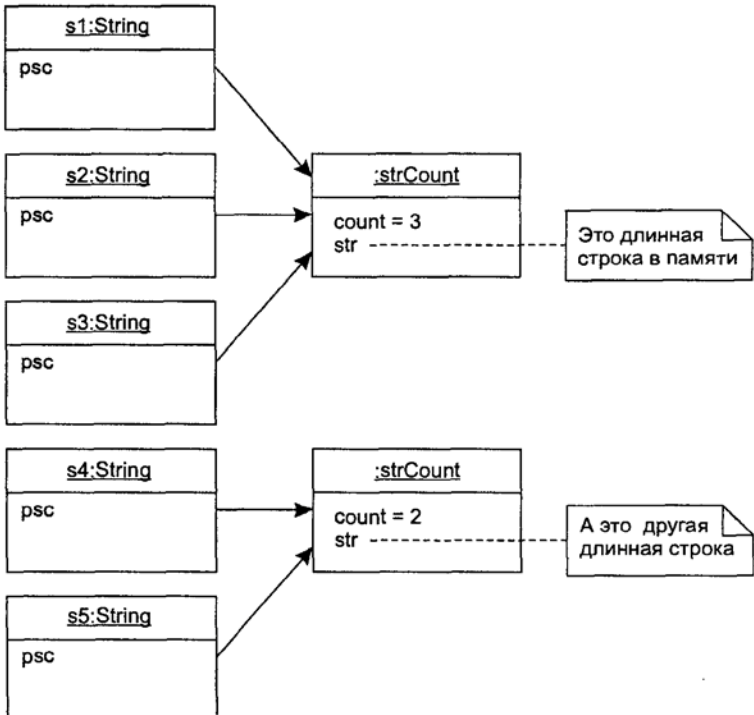 s1:String
psc
s2:String
psc
s3:String
psc
:strCount
count = 3
str
Это длинная
строка в памяти
s4:String
psc
s5:String
psc
:strCount
count = 2
str
А это другая
длинная строка